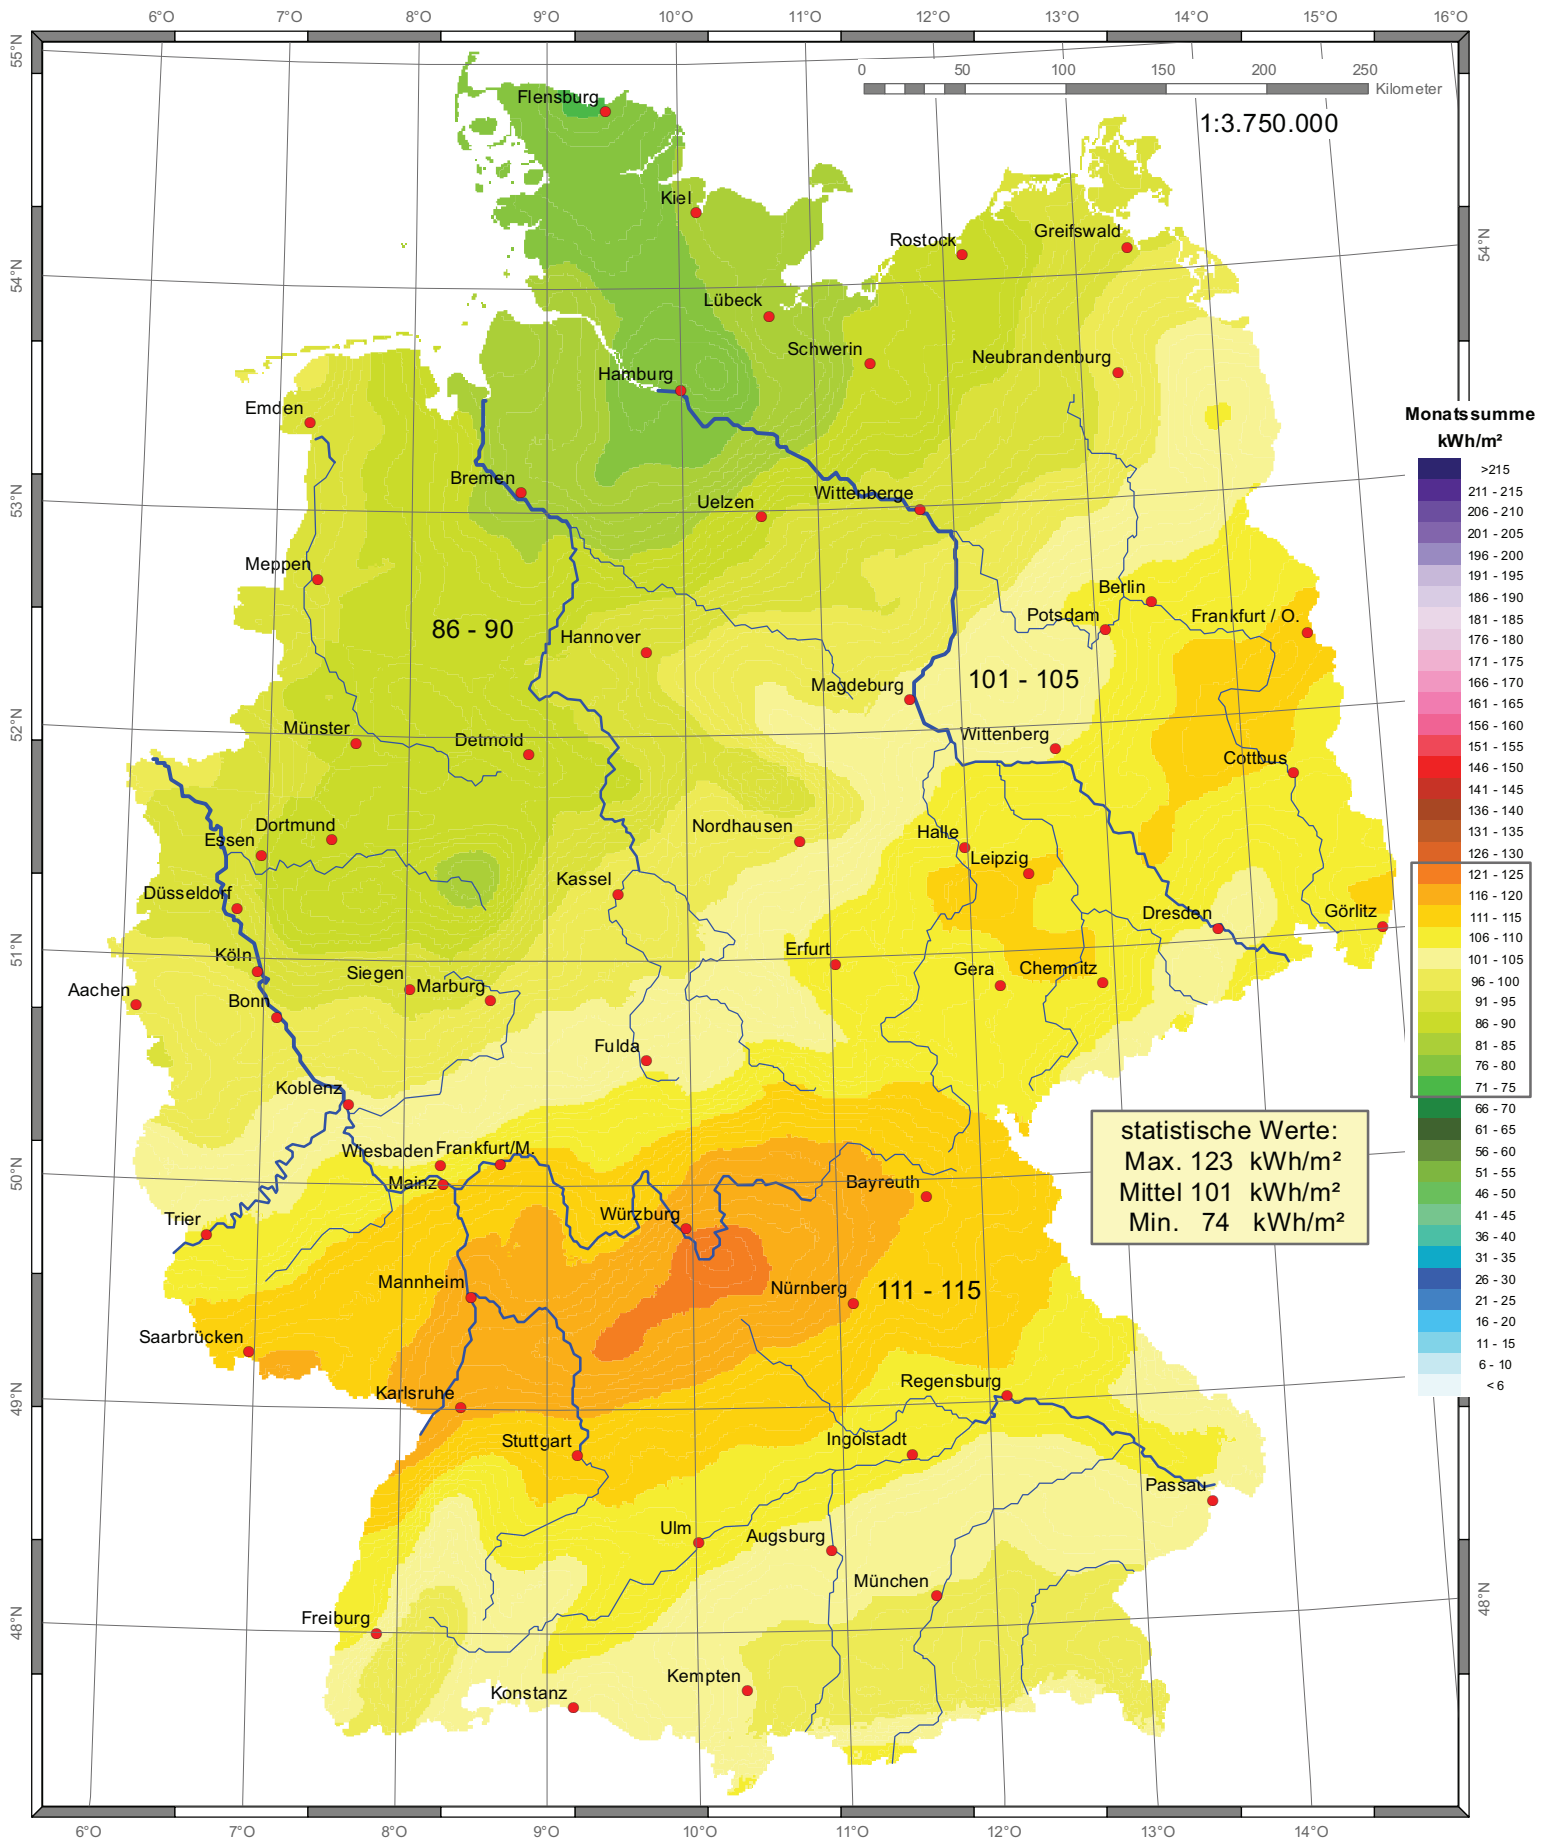 6°O 7°O 8°O 9°O 10°O 11°O 12°O 13°O 14°O 15°O 16°O
55°N
0 50 100 150 200 250
Kilometer
1:3.750.000
Flensburg
Kiel
Rostock
Greifswald
54°N
54°N
Lübeck
Schwerin
Neubrandenburg
Hamburg
Emden
Bremen
Uelzen
Wittenberge
53°N
Meppen
Berlin
Potsdam
Frankfurt / O.
86 - 90
Hannover
101 - 105
Magdeburg
52°N
Münster
Detmold
Wittenberg
Cottbus
Dortmund
Essen
Nordhausen
Halle
Leipzig
Kassel
Düsseldorf
Dresden
Görlitz
51°N
Köln
Erfurt
Siegen
Marburg
Gera
Chemnitz
Aachen
Bonn
Fulda
Koblenz
Wiesbaden
Frankfurt/M.
50°N
Mainz
Bayreuth
Trier
Würzburg
Mannheim
Nürnberg
111 - 115
Saarbrücken
Karlsruhe
Regensburg
49°N
Stuttgart
Ingolstadt
Passau
Ulm
Augsburg
München
48°N
48°N
Freiburg
Kempten
Konstanz
6°O 7°O 8°O 9°O 10°O 11°O 12°O 13°O 14°O
Monatssumme
kWh/m²
>215
211 - 215
206 - 210
201 - 205
196 - 200
191 - 195
186 - 190
181 - 185
176 - 180
171 - 175
166 - 170
161 - 165
156 - 160
151 - 155
146 - 150
141 - 145
136 - 140
131 - 135
126 - 130
121 - 125
116 - 120
111 - 115
106 - 110
101 - 105
96 - 100
91 - 95
86 - 90
81 - 85
76 - 80
71 - 75
66 - 70
61 - 65
56 - 60
51 - 55
46 - 50
41 - 45
36 - 40
31 - 35
26 - 30
21 - 25
16 - 20
11 - 15
6 - 10
< 6
statistische Werte:
Max. 123 kWh/m²
Mittel 101 kWh/m²
Min. 74 kWh/m²